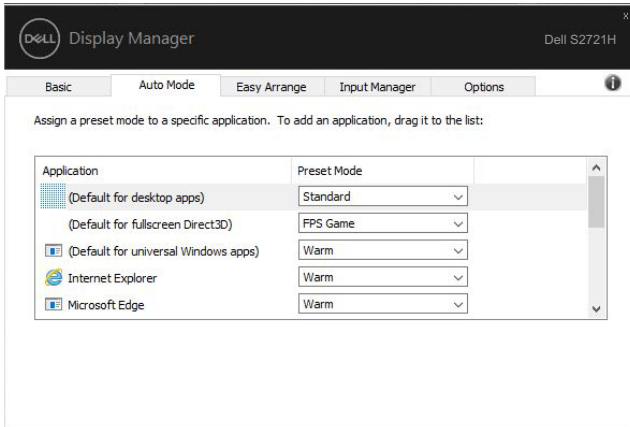 x
DELL Display Manager
Dell S2721H
Basic Auto Mode Easy Arrange Input Manager Options i
Assign a preset mode to a specific application. To add an application, drag it to the list:
Application Preset Mode
(Default for desktop apps) Standard
(Default for fullscreen Direct3D) FPS Game
(Default for universal Windows apps) Warm
Internet Explorer Warm
Microsoft Edge Warm